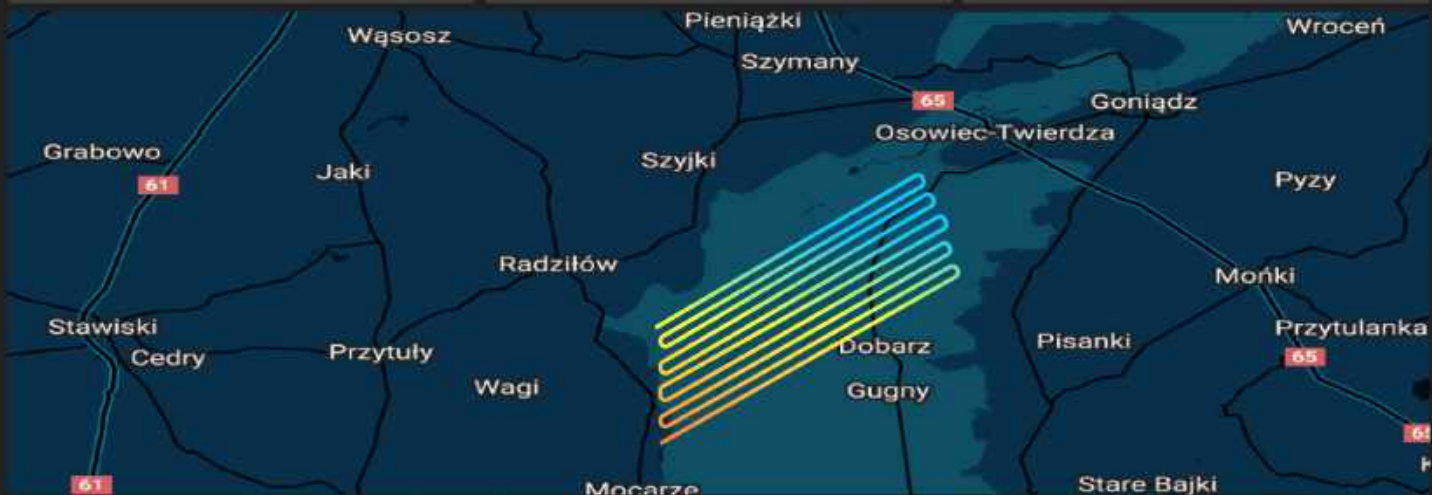 Pieniążki
Wroceń
Wąsosz
Szymany
65
Goniądz
Osowiec-Twierdza
Grabowo
Szyjki
Jaki
61
Pyzy
Radziłów
Mońki
Stawiski
Przytulanka
Cedry
Przytuły
Dobarz
Pisanki
65
Wagi
Gugny
61
Mocarze
Stare Bajki